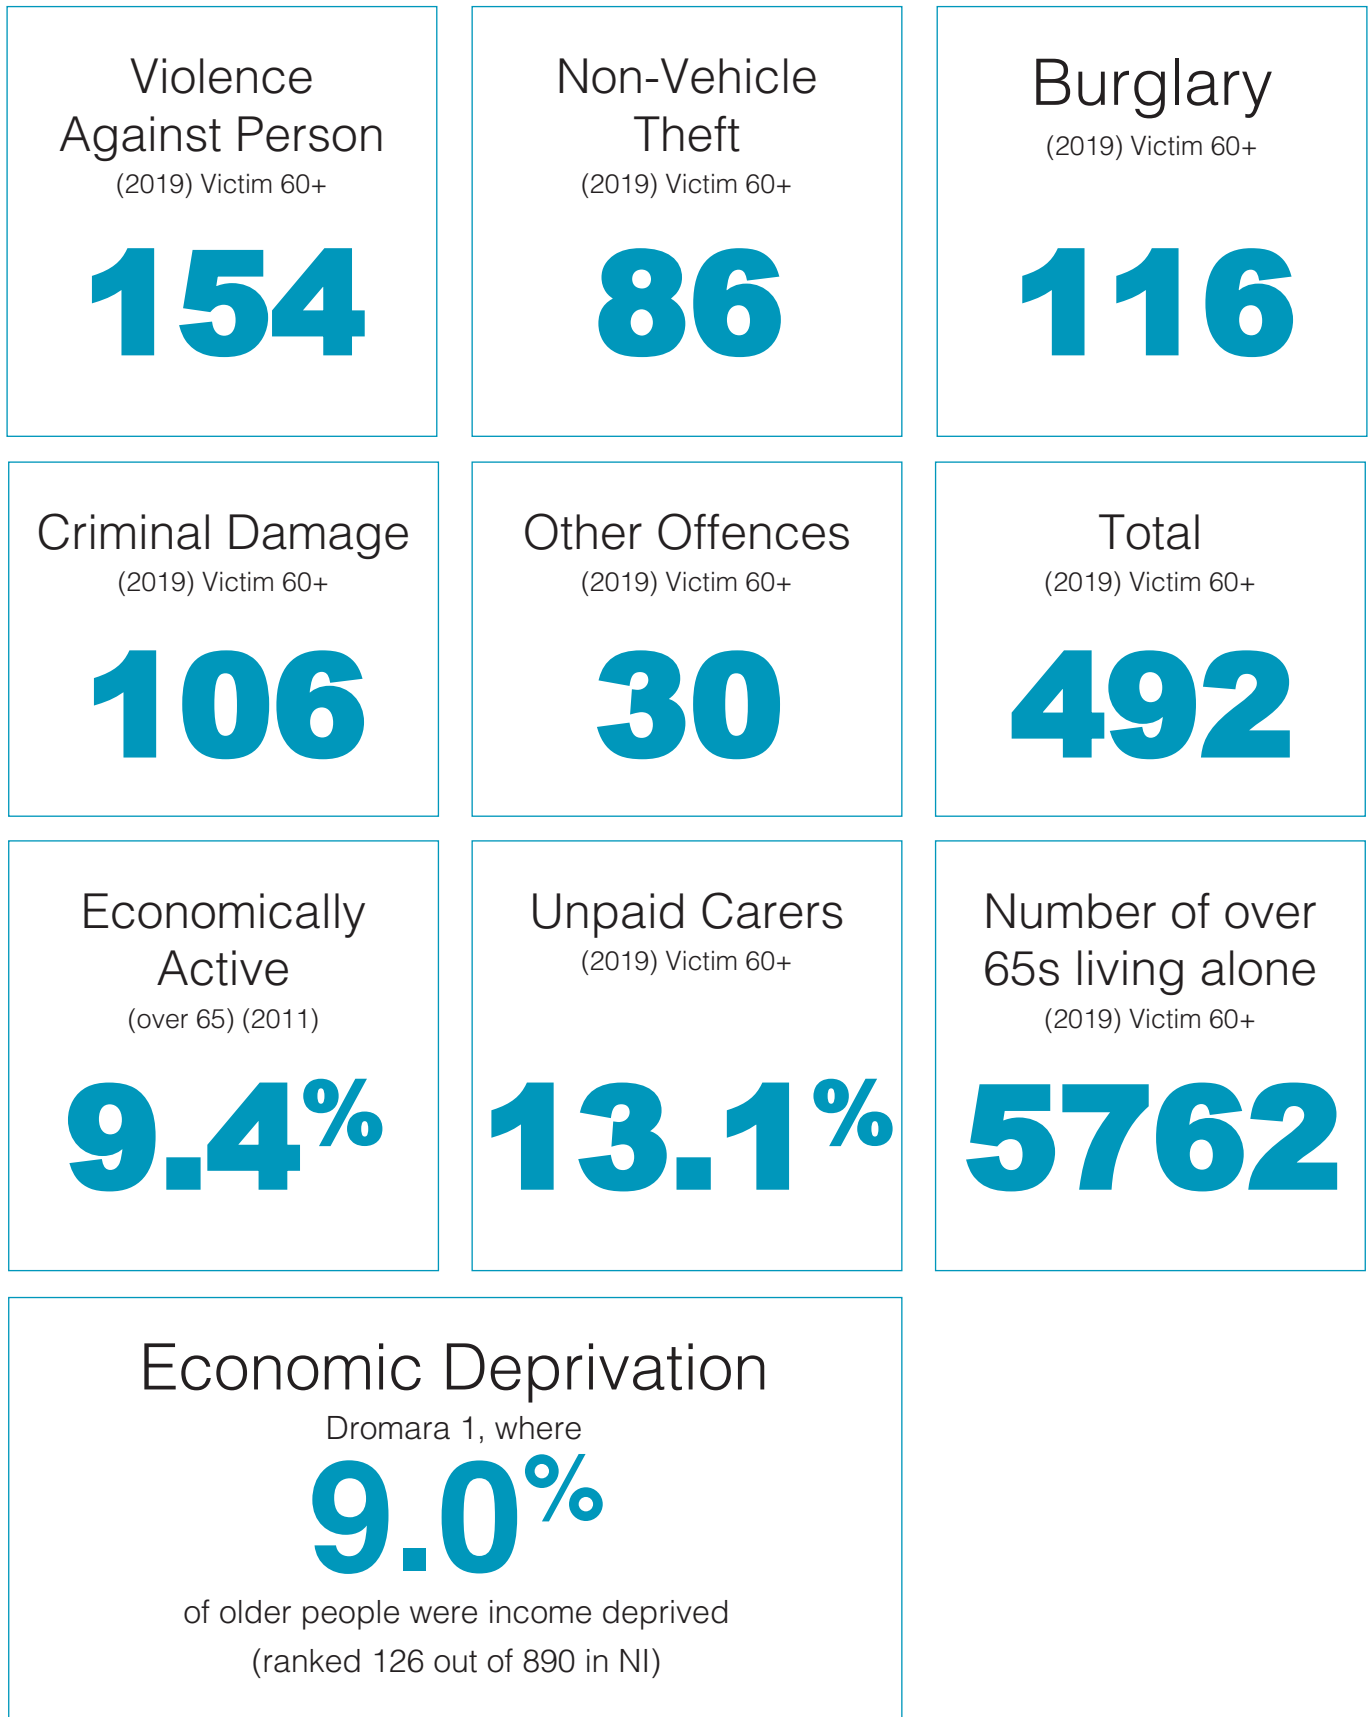 Violence
Against Person
(2019) Victim 60+
154
Non-Vehicle
Theft
(2019) Victim 60+
86
Burglary
(2019) Victim 60+
116
Criminal Damage
(2019) Victim 60+
106
Other Offences
(2019) Victim 60+
30
Total
(2019) Victim 60+
492
Economically
Active
(over 65) (2011)
9.4%
Unpaid Carers
(2019) Victim 60+
13.1%
Number of over
65s living alone
(2019) Victim 60+
5762
Economic Deprivation
Dromara 1, where
9.0%
of older people were income deprived
(ranked 126 out of 890 in NI)